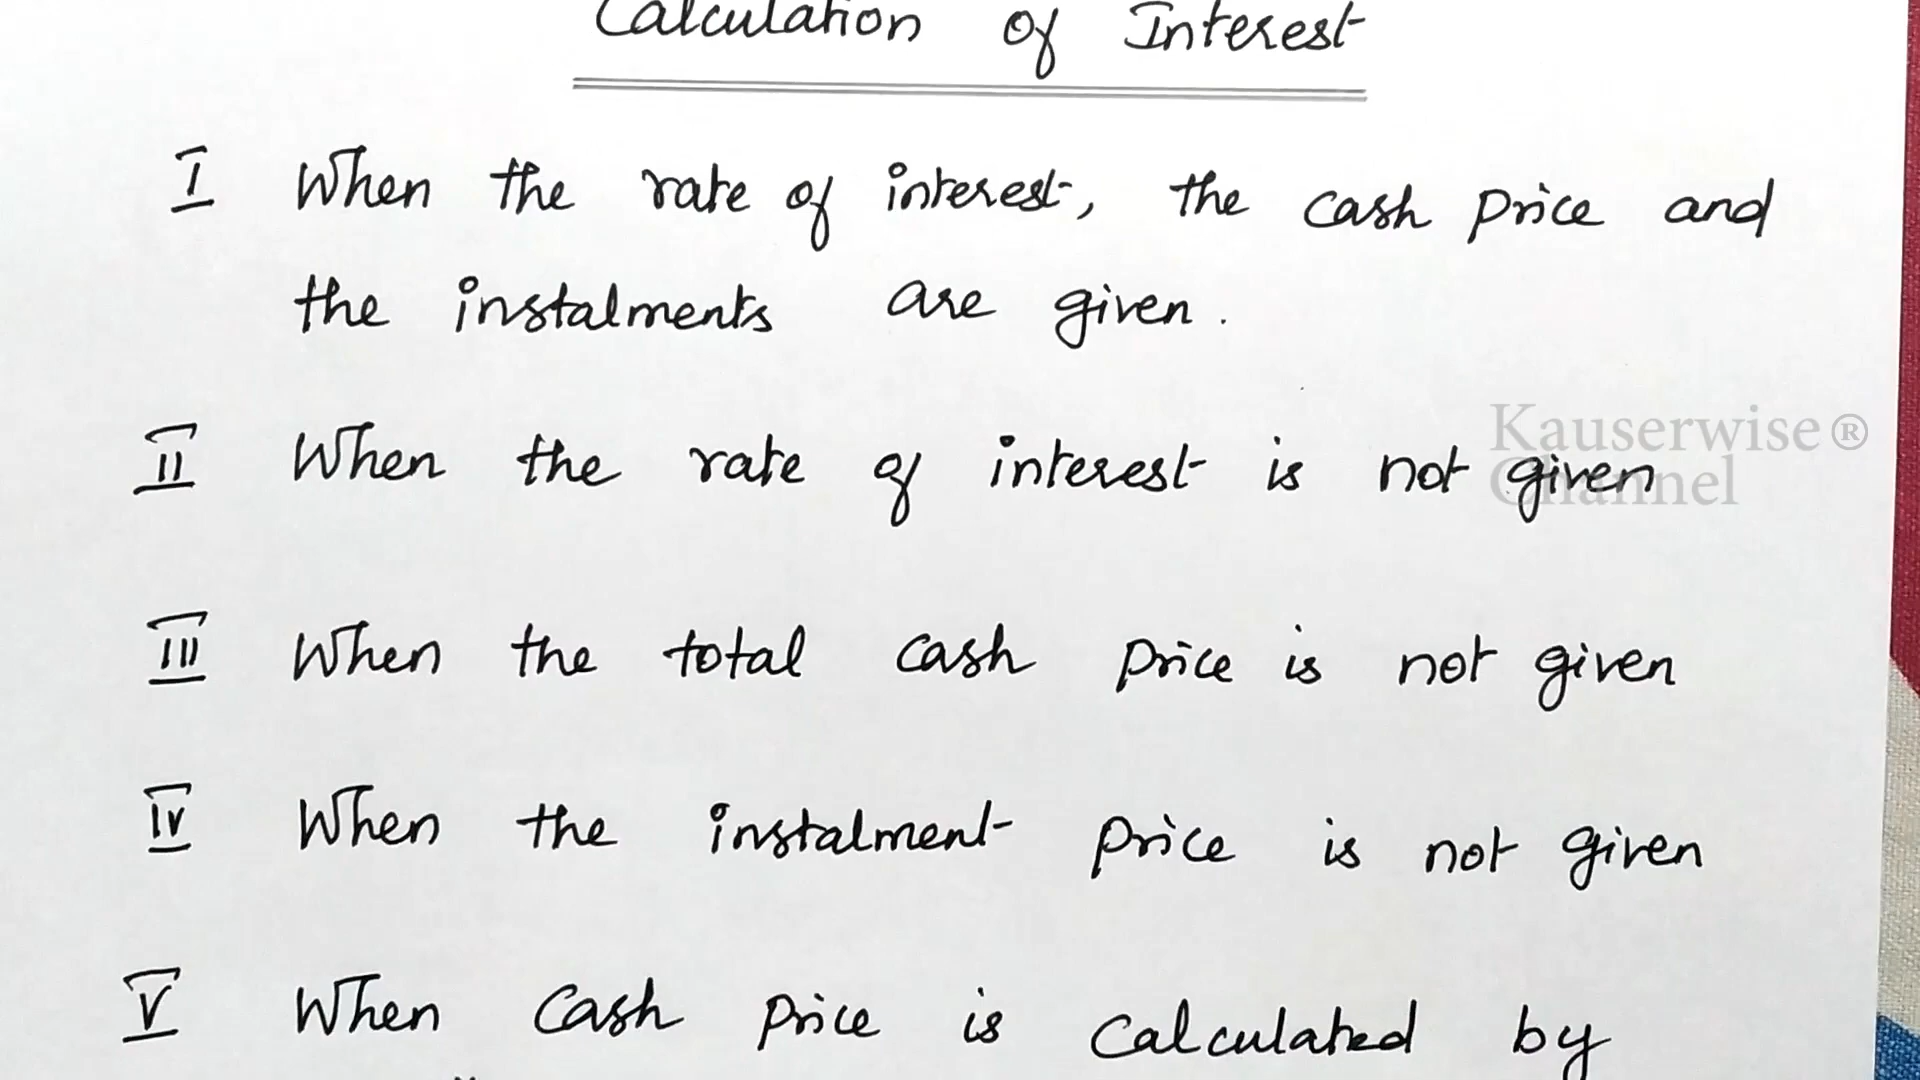 Calculation of Interest
I When the rate of interest, the cash price and
the instalments are given.
II When the rate of interest is not given
Kauserwise®
Channel
III When the total cash price is not given
IV When the instalment price is not given
V When cash price is calculated by